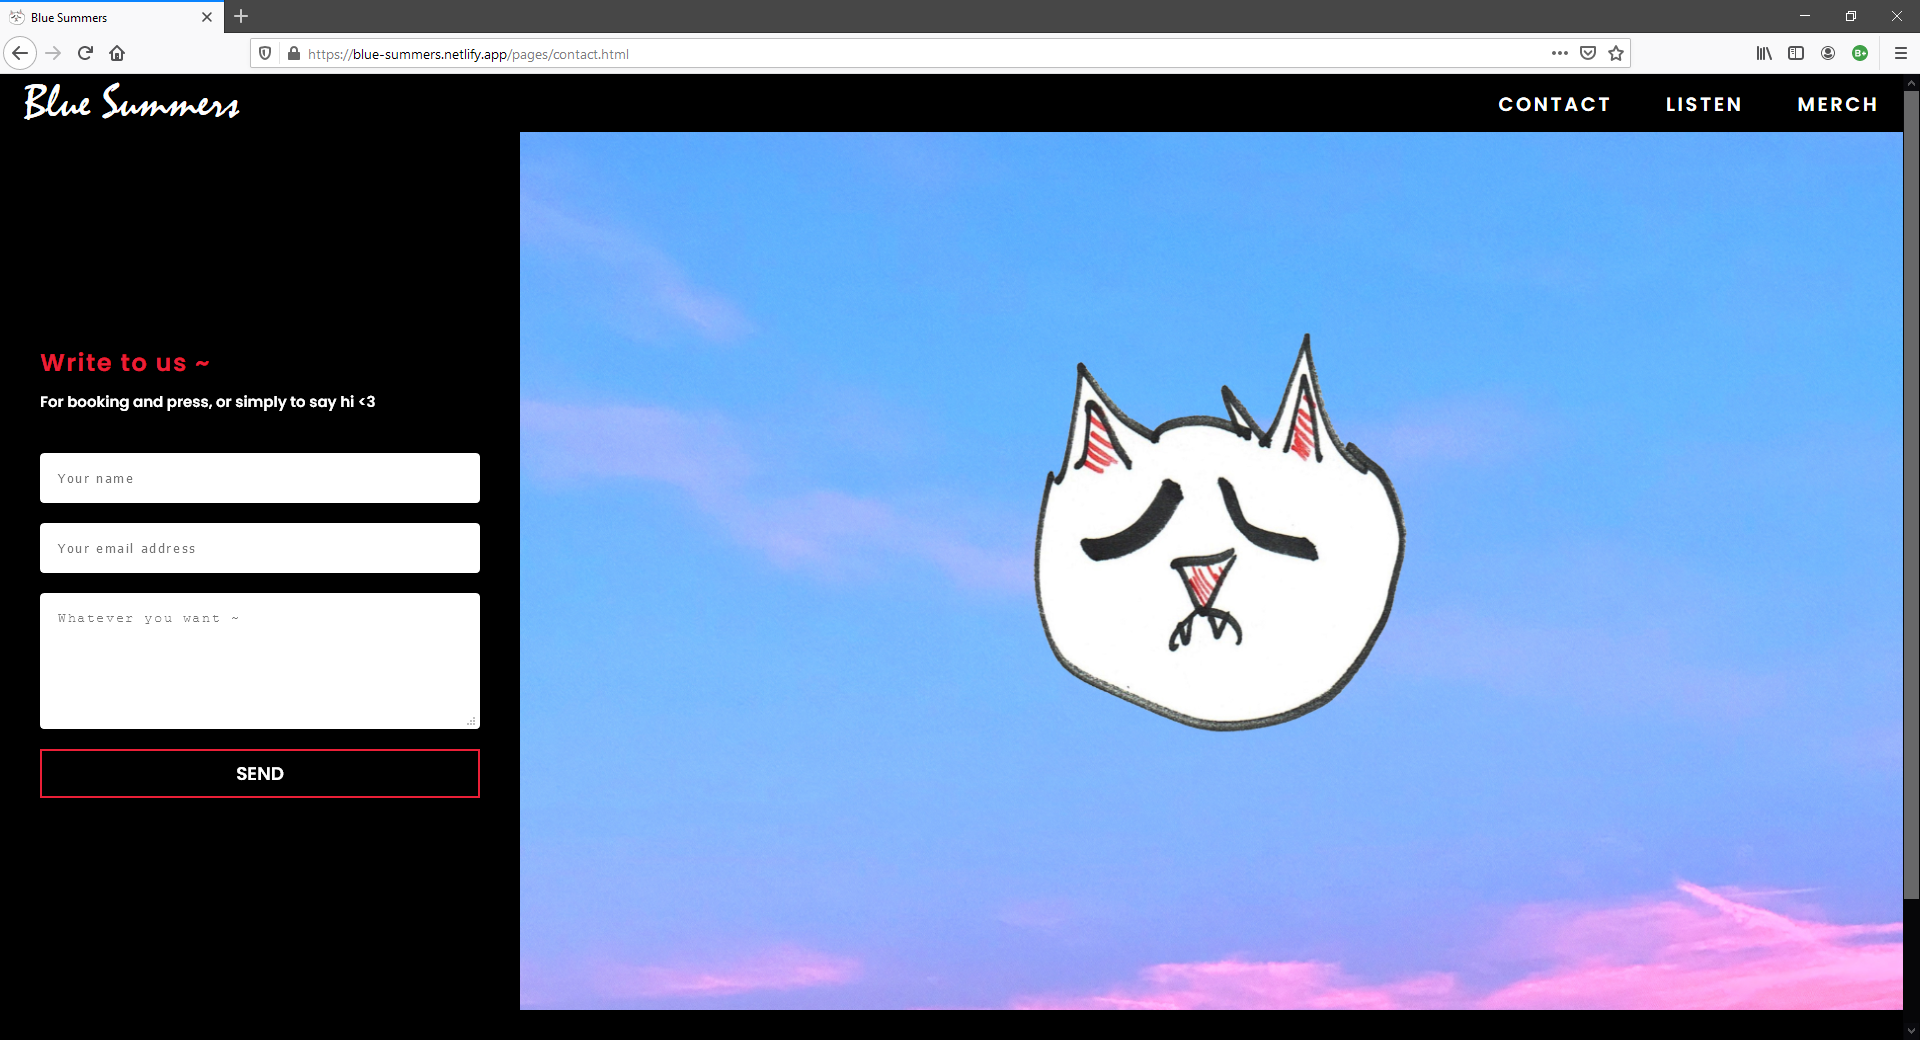 Blue Summers
https://blue-summers.netlify.app/pages/contact.html
B+
Blue Summers
CONTACT LISTEN MERCH
Write to us ~
For booking and press, or simply to say hi <3
Your name
Your email address
Whatever you want ~
SEND